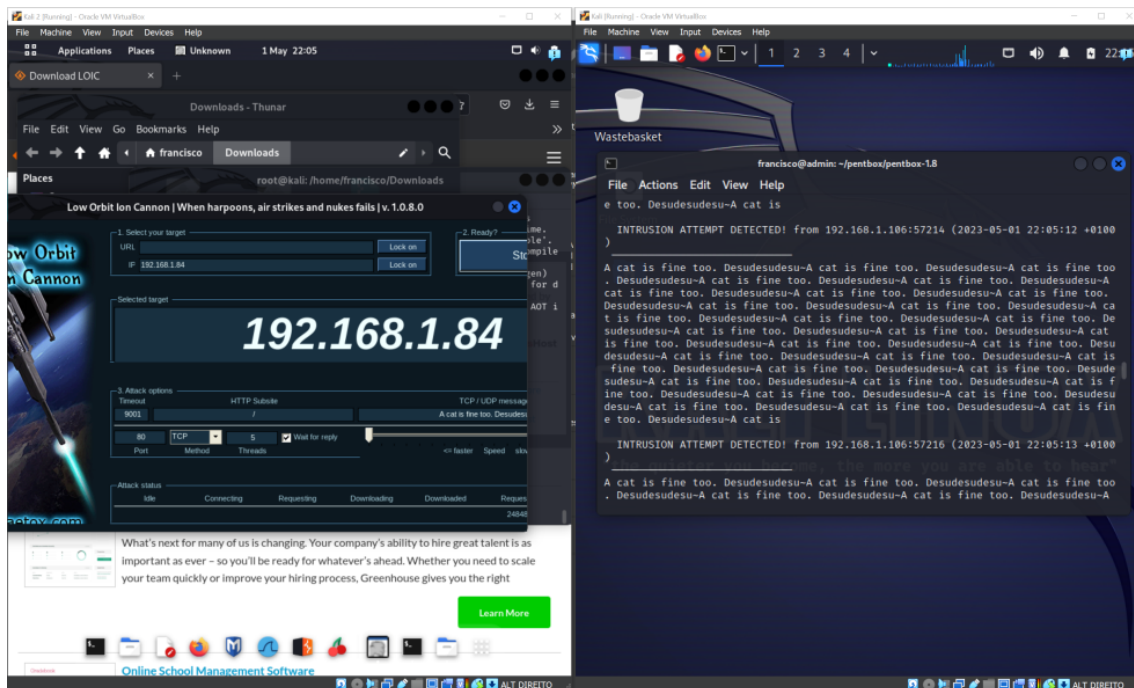 Kali 2 [Running] - Oracle VM VirtualBox
File Machine View Input Devices Help
Applications Places Unknown 1 May 22:05
Download LOIC
Downloads - Thunar
File Edit View Go Bookmarks Help
francisco Downloads
Places
root@kali: /home/francisco/Downloads
Low Orbit Ion Cannon | When harpoons, air strikes and nukes fails | v. 1.0.8.0
ow Orbit
n Cannon
1. Select your target
URL Lock on
IP 192.168.1.84 Lock on
2. Ready?
Sto
Selected target
192.168.1.84
3. Attack options
Timeout HTTP Subsite TCP / UDP message
9001 / A cat is fine too. Desudesu
80 TCP 5 Wait for reply
Port Method Threads <= faster Speed slow
Attack status
Idle Connecting Requesting Downloading Downloaded Reques
24848
What's next for many of us is changing. Your company's ability to hire great talent is as
important as ever – so you'll be ready for whatever's ahead. Whether you need to scale
your team quickly or improve your hiring process, Greenhouse gives you the right
Learn More
Online School Management Software
ALT DIREITO
Kali [Running] - Oracle VM VirtualBox
File Machine View Input Devices Help
1 2 3 4
Wastebasket
francisco@admin: ~/pentbox/pentbox-1.8
File Actions Edit View Help
e too. Desudesudesu~A cat is
INTRUSION ATTEMPT DETECTED! from 192.168.1.106:57214 (2023-05-01 22:05:12 +0100
)
A cat is fine too. Desudesudesu~A cat is fine too. Desudesudesu~A cat is fine too
. Desudesudesu~A cat is fine too. Desudesudesu~A cat is fine too. Desudesudesu~A
cat is fine too. Desudesudesu~A cat is fine too. Desudesudesu~A cat is fine too.
Desudesudesu~A cat is fine too. Desudesudesu~A cat is fine too. Desudesudesu~A ca
t is fine too. Desudesudesu~A cat is fine too. Desudesudesu~A cat is fine too. De
sudesudesu~A cat is fine too. Desudesudesu~A cat is fine too. Desudesudesu~A cat
is fine too. Desudesudesu~A cat is fine too. Desudesudesu~A cat is fine too. Desu
desudesu~A cat is fine too. Desudesudesu~A cat is fine too. Desudesudesu~A cat is
fine too. Desudesudesu~A cat is fine too. Desudesudesu~A cat is fine too. Desude
sudesu~A cat is fine too. Desudesudesu~A cat is fine too. Desudesudesu~A cat is f
ine too. Desudesudesu~A cat is fine too. Desudesudesu~A cat is fine too. Desudesu
desu~A cat is fine too. Desudesudesu~A cat is fine too. Desudesudesu~A cat is fin
e too. Desudesudesu~A cat is
INTRUSION ATTEMPT DETECTED! from 192.168.1.106:57216 (2023-05-01 22:05:13 +0100
)
"the quieter you become, the more you are able to hear"
A cat is fine too. Desudesudesu~A cat is fine too. Desudesudesu~A cat is fine too
. Desudesudesu~A cat is fine too. Desudesudesu~A cat is fine too. Desudesudesu~A
ALT DIREITO